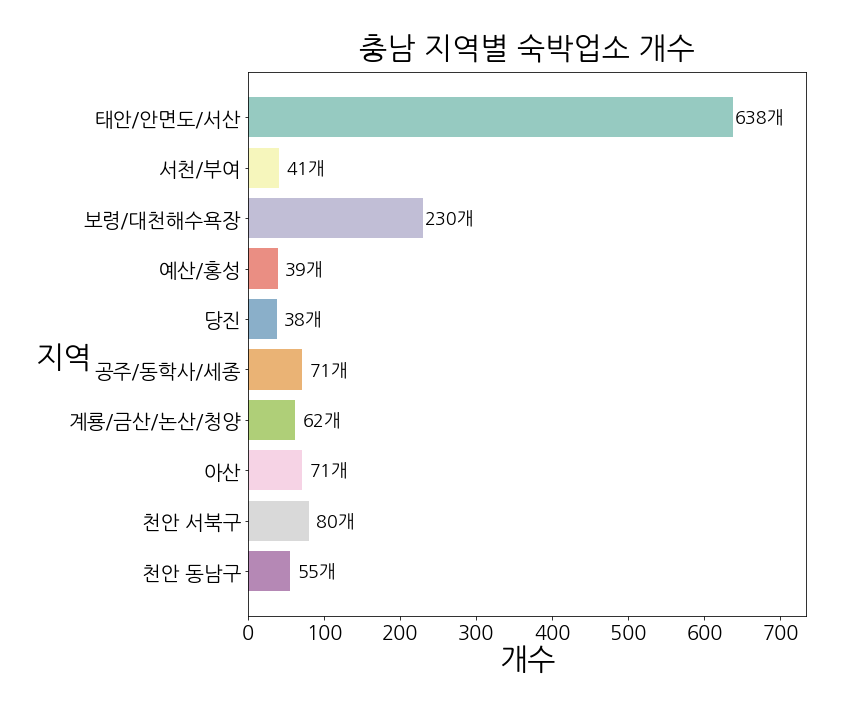 충남 지역별 숙박업소 개수
태안/안면도/서산 638개
서천/부여 41개
보령/대천해수욕장 230개
예산/홍성 39개
당진 38개
지역
공주/동학사/세종 71개
계룡/금산/논산/청양 62개
아산 71개
천안 서북구 80개
천안 동남구 55개
0 100 200 300 400 500 600 700
개수